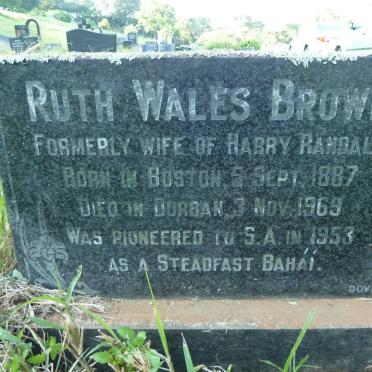 RUTH WALES BROW
FORMERLY WIFE OF HARRY RANDAL
BORN IN BOSTON 5 SEPT. 1887
DIED IN DURBAN, 3 NOV. 1969
WAS PIONEERED TO S.A. IN 1953
AS A STEADFAST BAHÁ'Í.
DOV